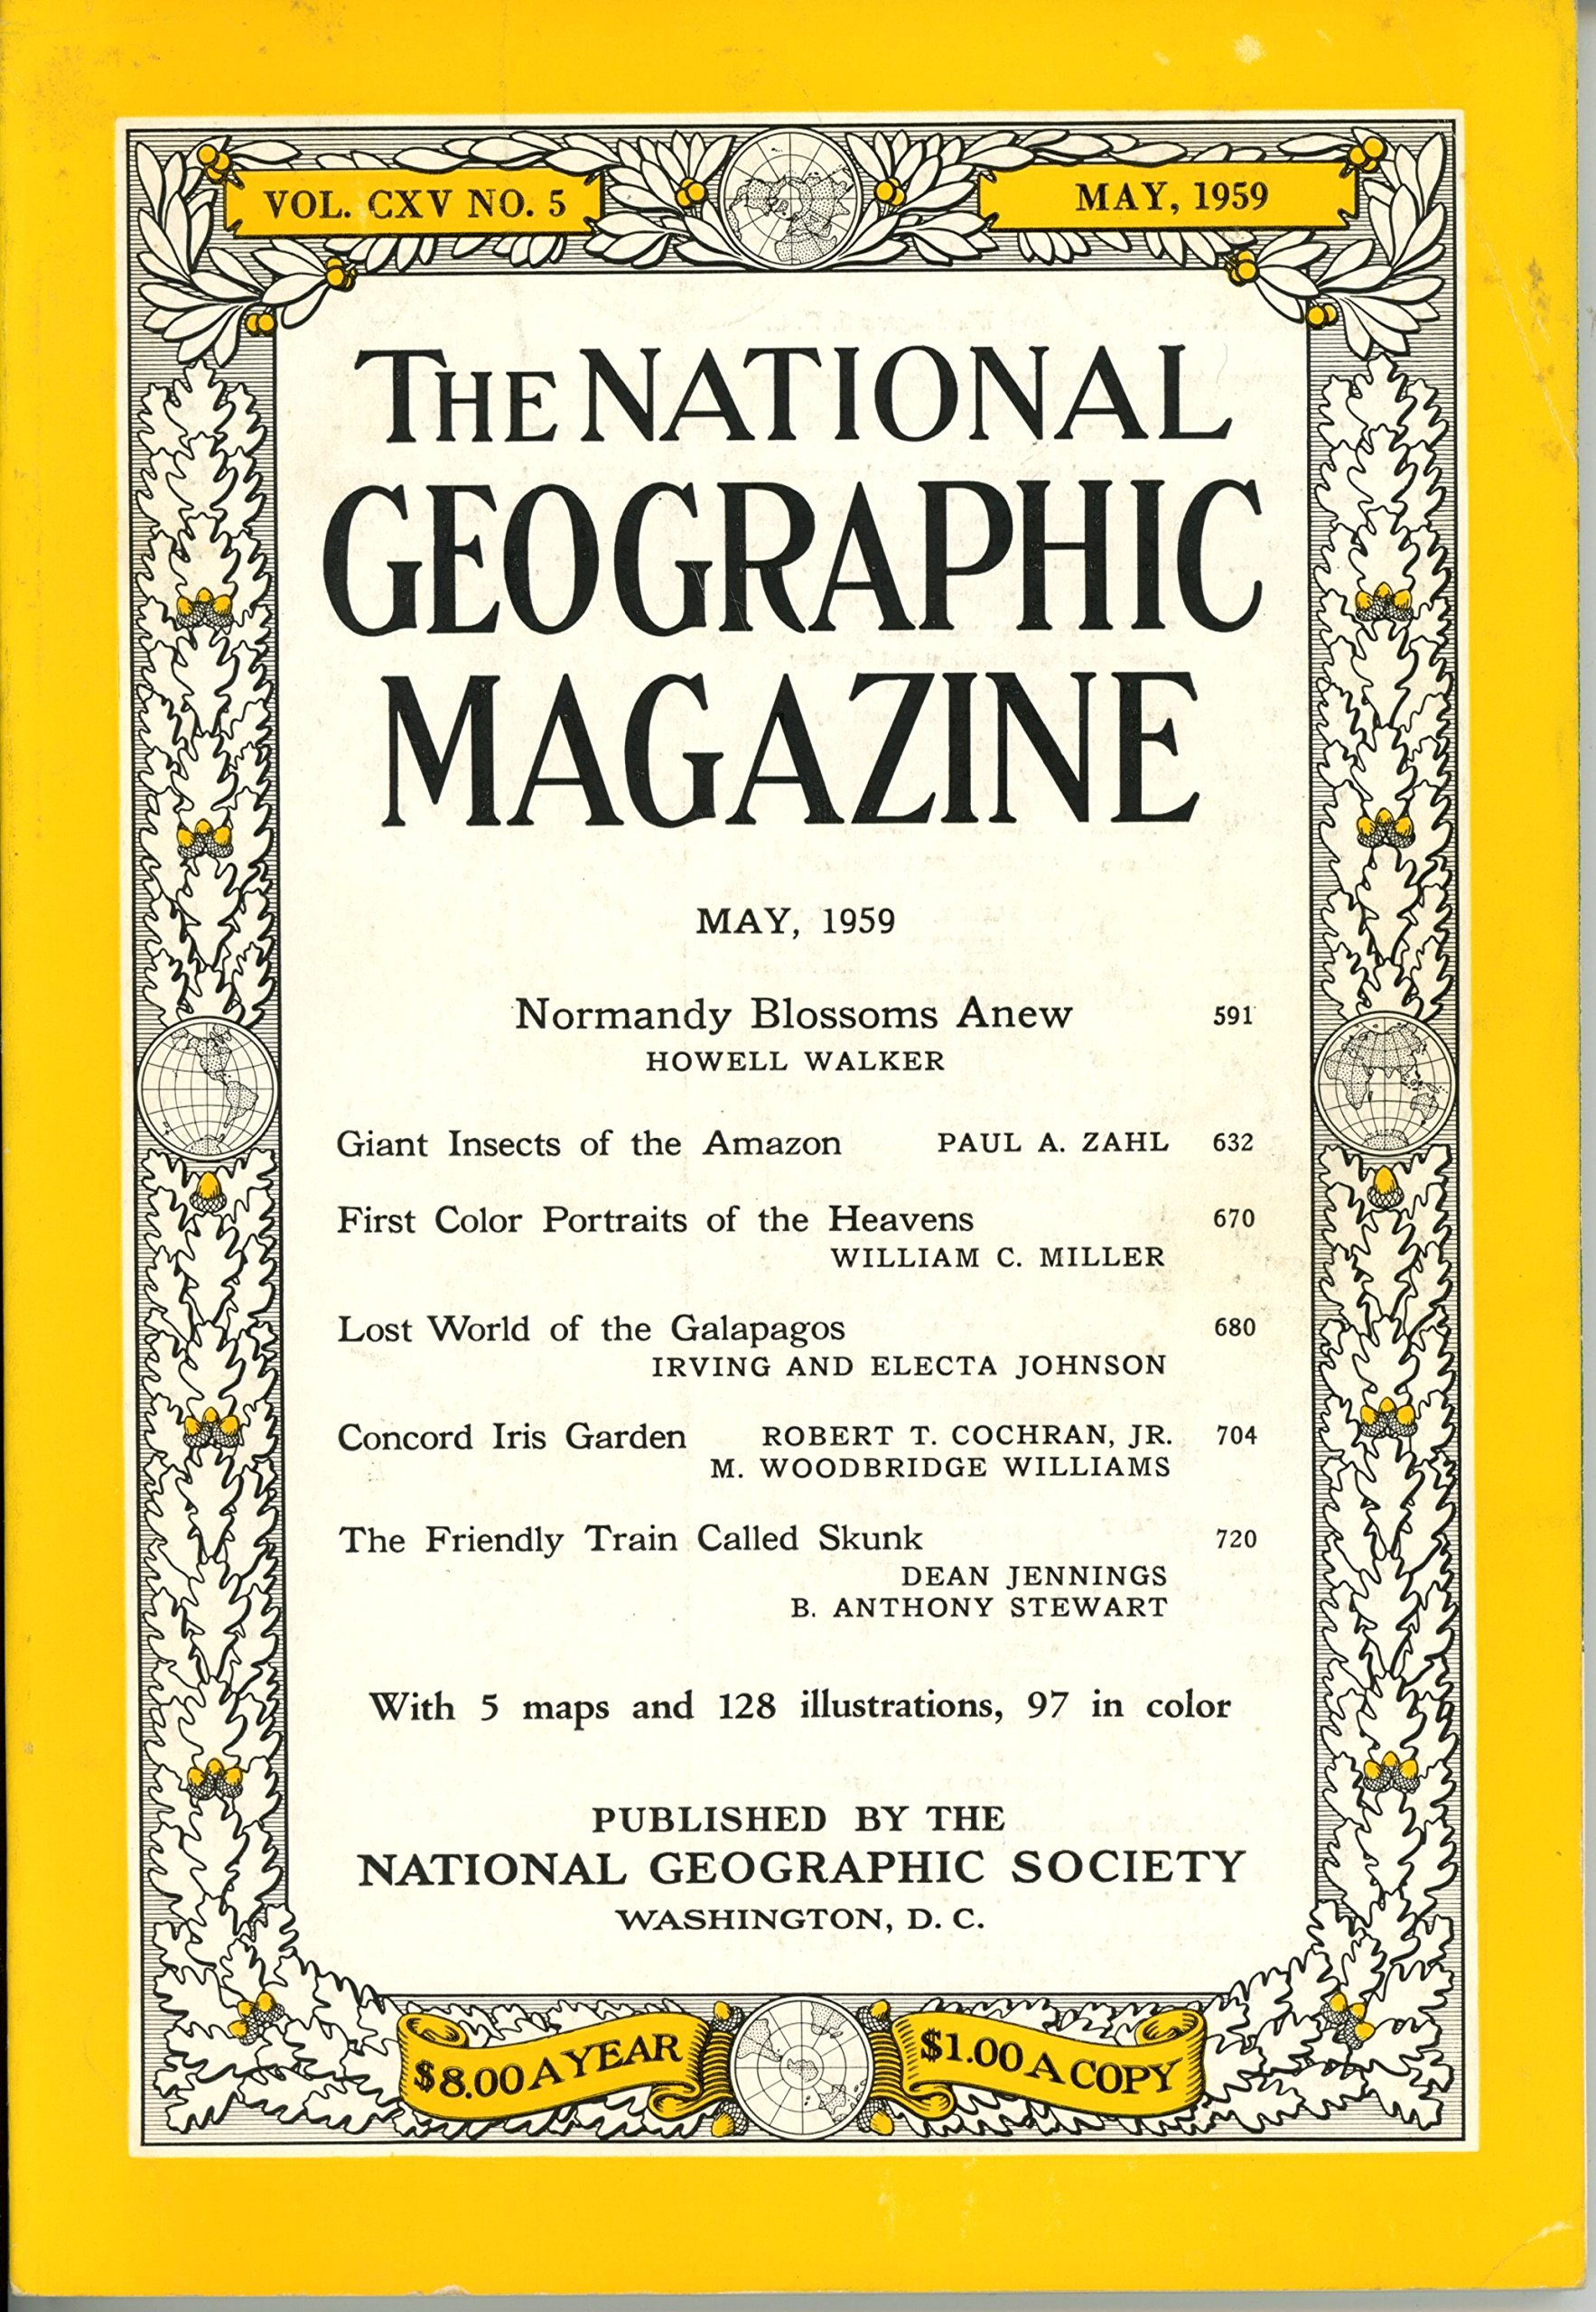 VOL. CXV NO. 5
MAY, 1959
THE NATIONAL
GEOGRAPHIC
MAGAZINE
MAY, 1959
Normandy Blossoms Anew 591
HOWELL WALKER
Giant Insects of the Amazon PAUL A. ZAHL 632
First Color Portraits of the Heavens 670
WILLIAM C. MILLER
Lost World of the Galapagos 680
IRVING AND ELECTA JOHNSON
Concord Iris Garden ROBERT T. COCHRAN, JR. 704
M. WOODBRIDGE WILLIAMS
The Friendly Train Called Skunk 720
DEAN JENNINGS
B. ANTHONY STEWART
With 5 maps and 128 illustrations, 97 in color
PUBLISHED BY THE
NATIONAL GEOGRAPHIC SOCIETY
WASHINGTON, D. C.
$8.00 A YEAR
$1.00 A COPY